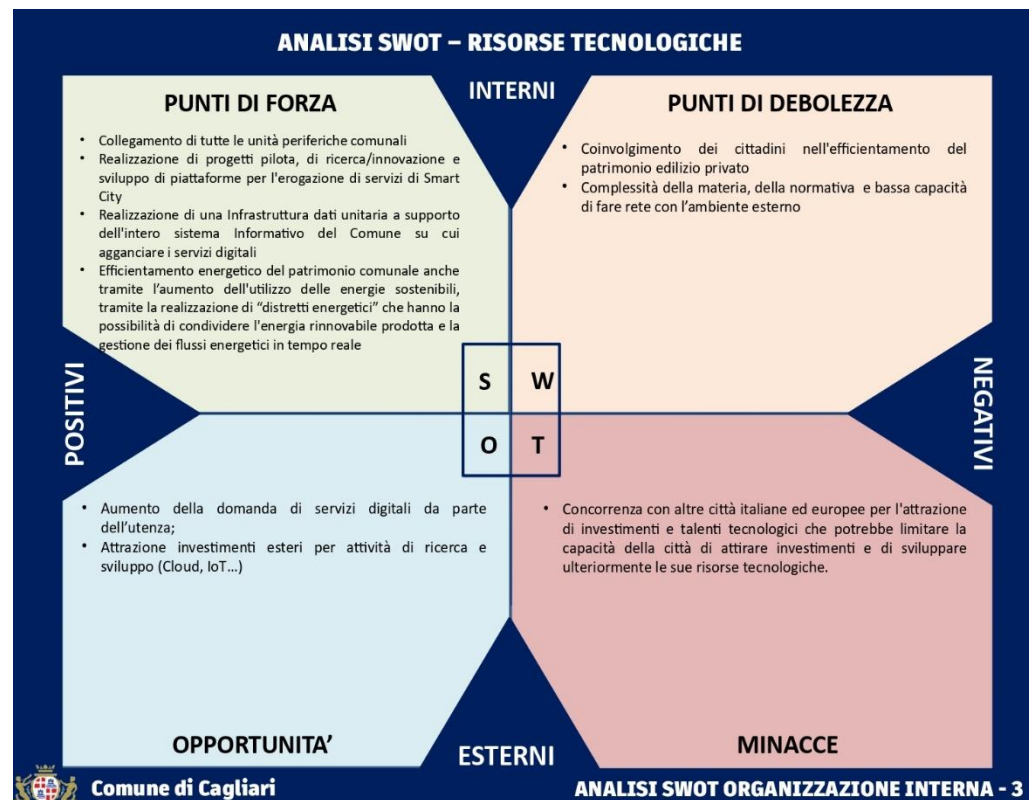 ANALISI SWOT – RISORSE TECNOLOGICHE
INTERNI
PUNTI DI FORZA
• Collegamento di tutte le unità periferiche comunali
• Realizzazione di progetti pilota, di ricerca/innovazione e
sviluppo di piattaforme per l'erogazione di servizi di Smart
City
• Realizzazione di una Infrastruttura dati unitaria a supporto
dell'intero sistema Informativo del Comune su cui
agganciare i servizi digitali
• Efficientamento energetico del patrimonio comunale anche
tramite l’aumento dell'utilizzo delle energie sostenibili,
tramite la realizzazione di “distretti energetici” che hanno la
possibilità di condividere l'energia rinnovabile prodotta e la
gestione dei flussi energetici in tempo reale
PUNTI DI DEBOLEZZA
• Coinvolgimento dei cittadini nell'efficientamento del
patrimonio edilizio privato
• Complessità della materia, della normativa e bassa capacità
di fare rete con l’ambiente esterno
POSITIVI
S W
O T
NEGATIVI
• Aumento della domanda di servizi digitali da parte
dell’utenza;
• Attrazione investimenti esteri per attività di ricerca e
sviluppo (Cloud, IoT…)
OPPORTUNITA’
• Concorrenza con altre città italiane ed europee per l'attrazione
di investimenti e talenti tecnologici che potrebbe limitare la
capacità della città di attirare investimenti e di sviluppare
ulteriormente le sue risorse tecnologiche.
MINACCE
ESTERNI
Comune di Cagliari
ANALISI SWOT ORGANIZZAZIONE INTERNA - 3